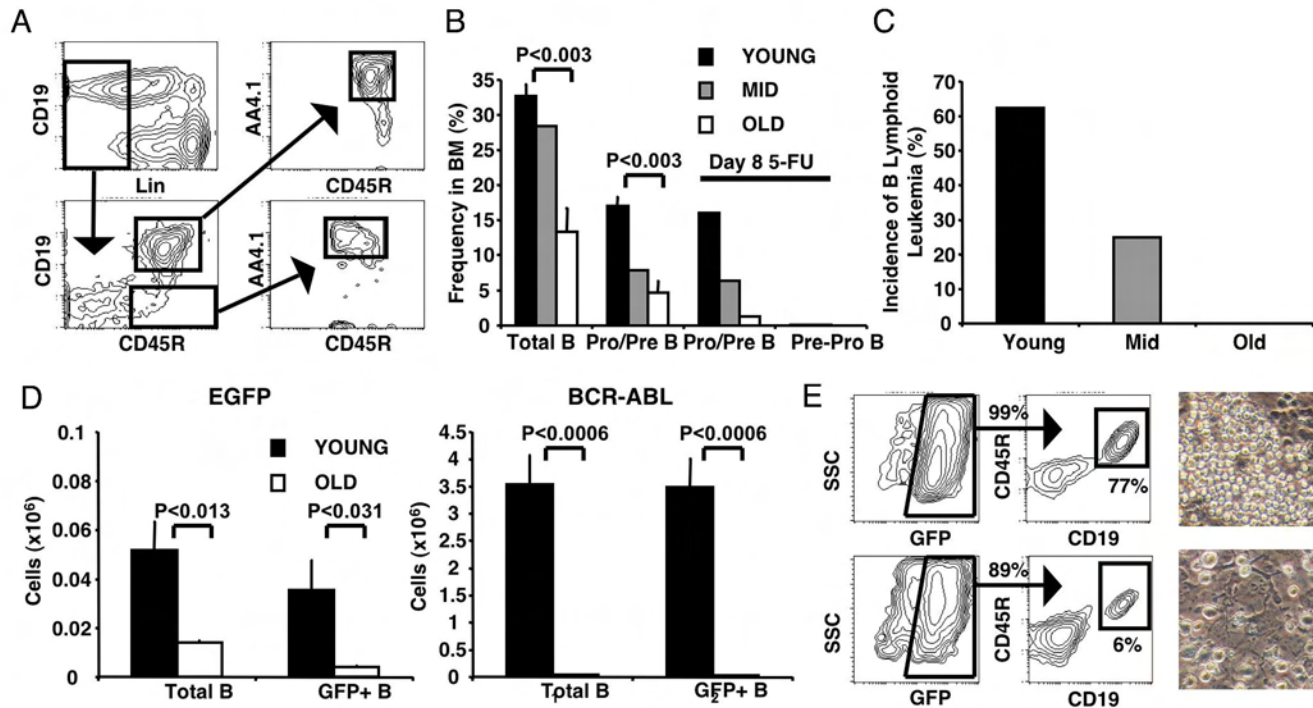 A
CD19
Lin
AA4.1
CD45R
CD19
CD45R
AA4.1
CD45R
B
Frequency in BM (%)
35
30
25
20
15
10
5
0
P<0.003
P<0.003
YOUNG
MID
OLD
Day 8 5-FU
Total B
Pro/Pre B
Pro/Pre B
Pre-Pro B
C
Incidence of B Lymphoid
Leukemia (%)
80
70
60
50
40
30
20
10
0
Young
Mid
Old
D
EGFP
Cells (x10⁶)
0.1
0.08
0.06
0.04
0.02
0
YOUNG
OLD
P<0.013
P<0.031
Total B
GFP+ B
BCR-ABL
Cells (x10⁶)
4.5
4
3.5
3
2.5
2
1.5
1
.5
0
P<0.0006
P<0.0006
T1otal B
G2FP+ B
E
SSC
GFP
99%
CD45R
77%
CD19
SSC
GFP
89%
CD45R
6%
CD19